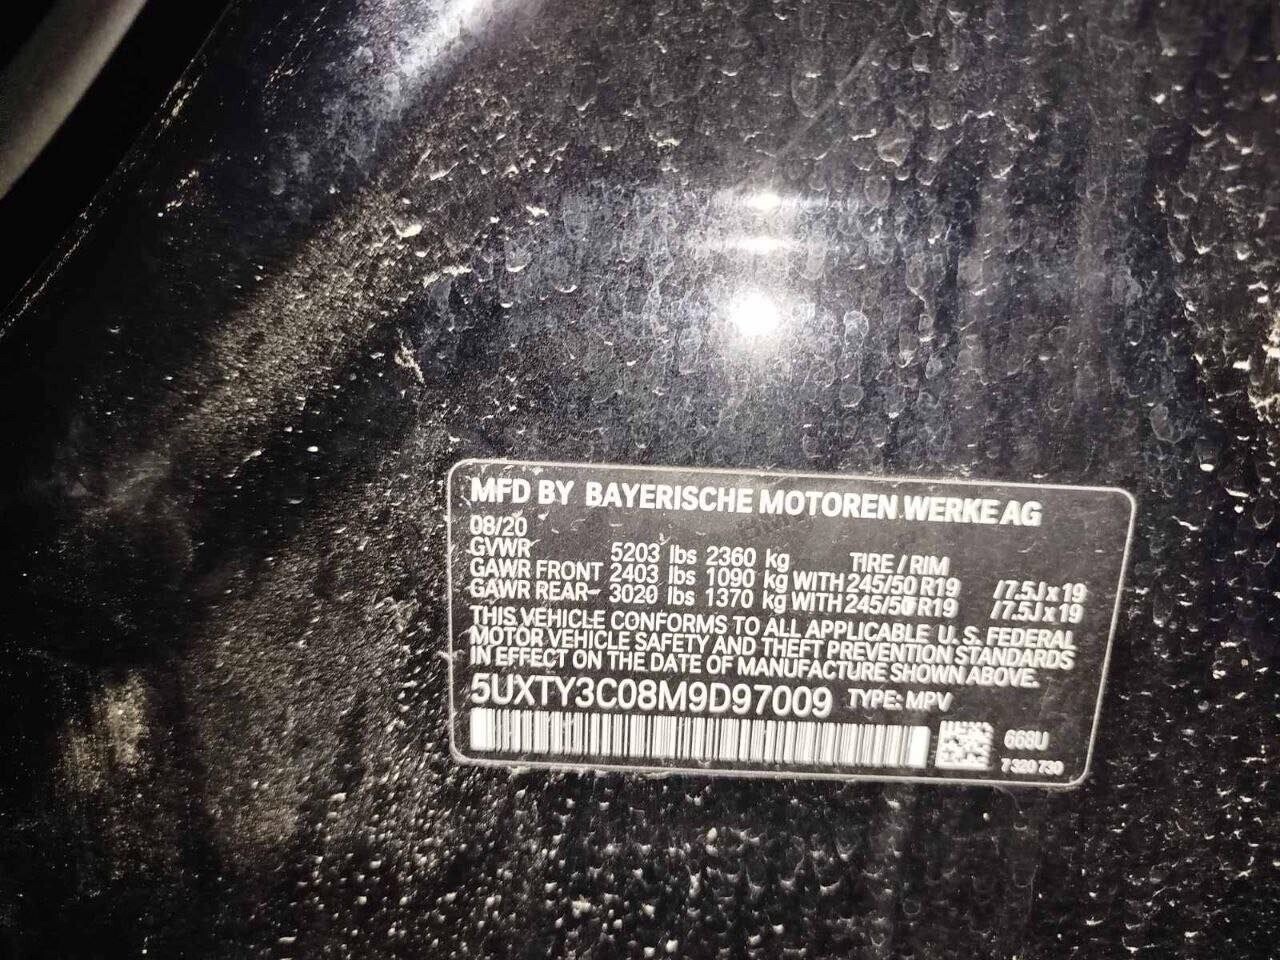 MFD BY BAYERISCHE MOTOREN WERKE AG
08/20
GVWR 5203 lbs 2360 kg TIRE / RIM
GAWR FRONT 2403 lbs 1090 kg WITH 245/50 R19 /7.5J x 19
GAWR REAR 3020 lbs 1370 kg WITH 245/50 R19 /7.5J x 19
THIS VEHICLE CONFORMS TO ALL APPLICABLE U.S. FEDERAL
MOTOR VEHICLE SAFETY AND THEFT PREVENTION STANDARDS
IN EFFECT ON THE DATE OF MANUFACTURE SHOWN ABOVE.
5UXTY3C08M9D97009 TYPE: MPV
668U
7 320 730